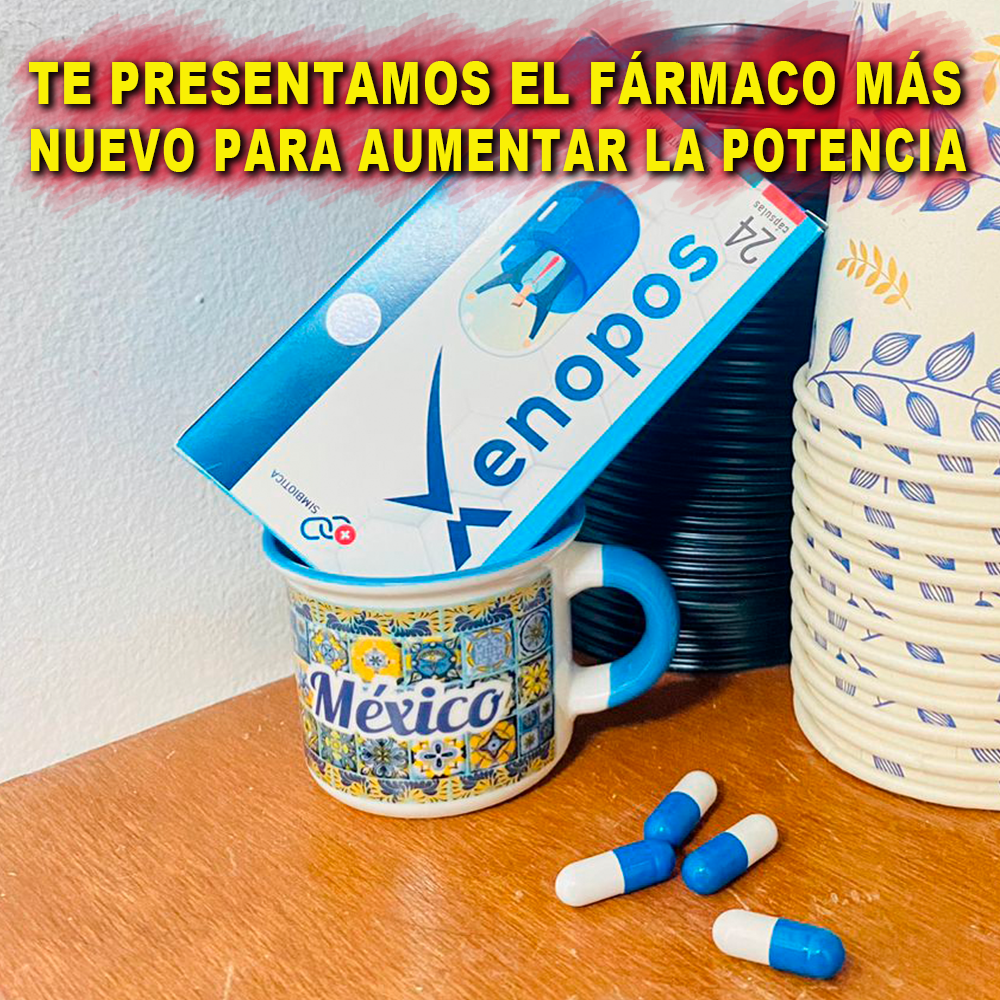 TE PRESENTAMOS EL FÁRMACO MÁS
NUEVO PARA AUMENTAR LA POTENCIA
24
cápsulas
Xenopos
SIMBIOTICA
México